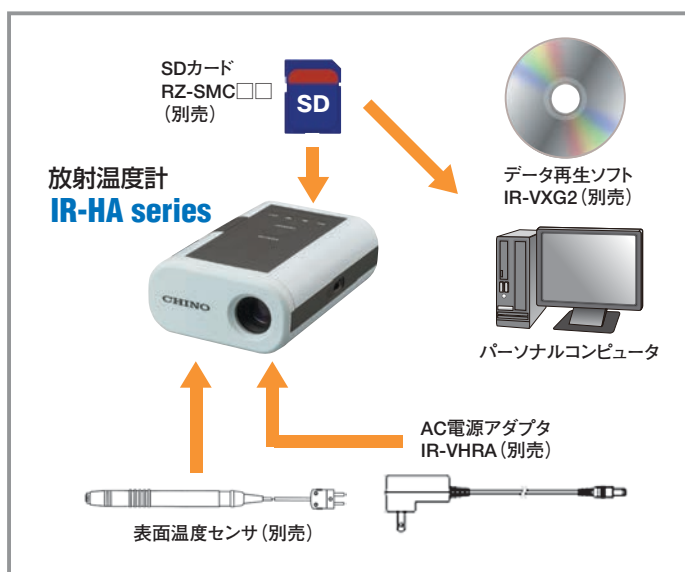 SDカード
RZ-SMC□□
(別売)
SD
放射温度計
IR-HA series
CHINO
データ再生ソフト
IR-VXG2(別売)
パーソナルコンピュータ
AC電源アダプタ
IR-VHRA(別売)
表面温度センサ(別売)